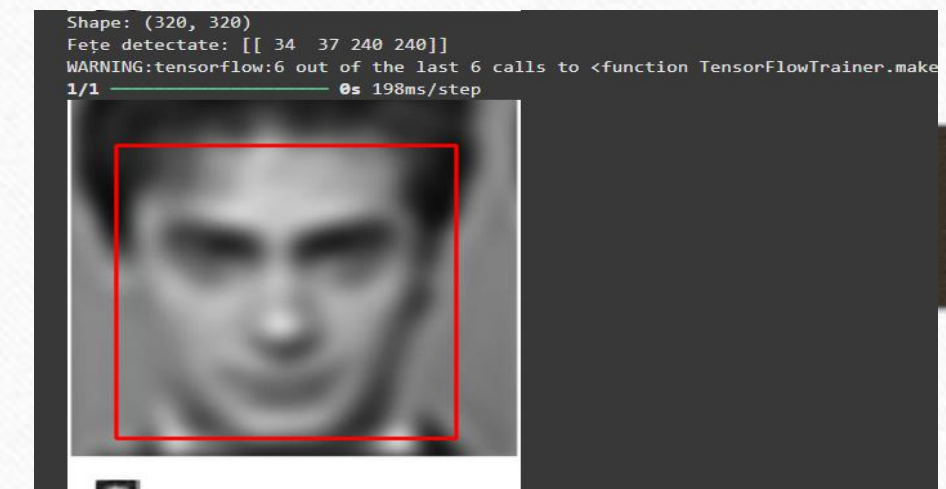 Shape: (320, 320)
Fețe detectate: [[ 34  37 240 240]]
WARNING:tensorflow:6 out of the last 6 calls to <function TensorFlowTrainer.make
1/1 ━━━━━━━━━━━━━━━━━━━━ 0s 198ms/step